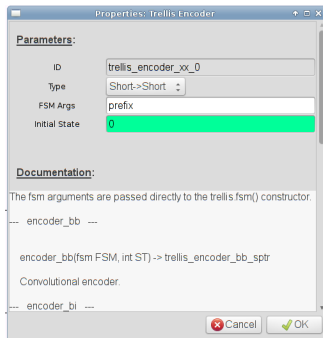 Properties: Trellis Encoder
Parameters:
ID trellis_encoder_xx_0
Type Short->Short
FSM Args prefix
Initial State 0
Documentation:
The fsm arguments are passed directly to the trellis.fsm() constructor.
--- encoder_bb ---
encoder_bb(fsm FSM, int ST) -> trellis_encoder_bb_sptr
Convolutional encoder.
--- encoder_bi ---
Cancel OK